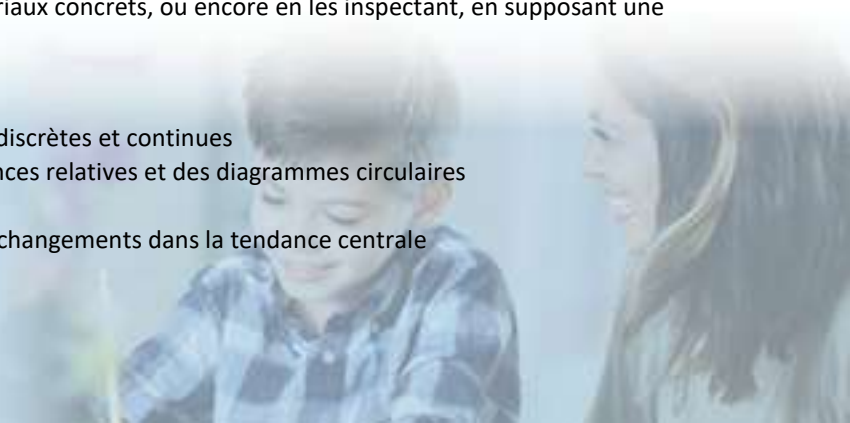 riaux concrets, ou encore en les inspectant, en supposant une
discrètes et continues
nces relatives et des diagrammes circulaires
changements dans la tendance centrale